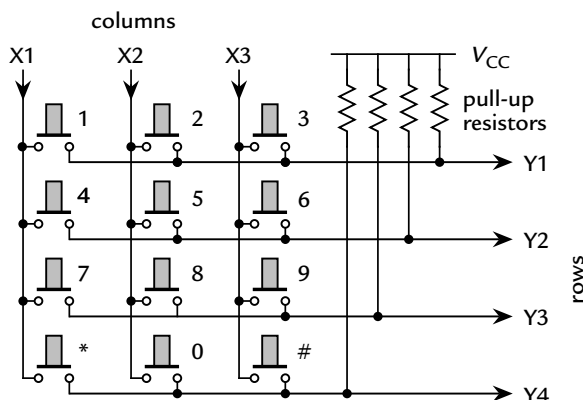 columns
X1 X2 X3
V_CC
pull-up
resistors
1 2 3
Y1
4 5 6
Y2
7 8 9
Y3
* 0 #
Y4
rows